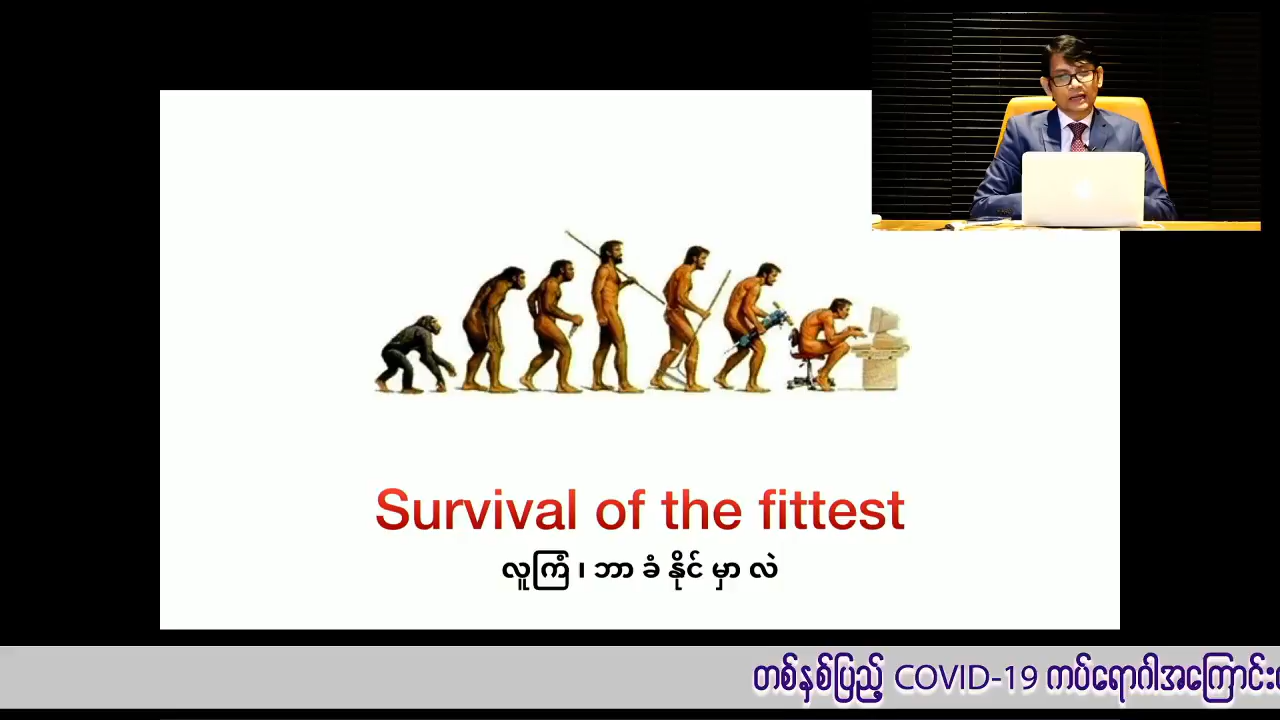 Survival of the fittest
လူကြံ ၊ ဘာ ခံ နိုင် မှာ လဲ
တစ်နှစ်ပြည့် COVID-19 ကပ်ရောဂါအကြောင်း